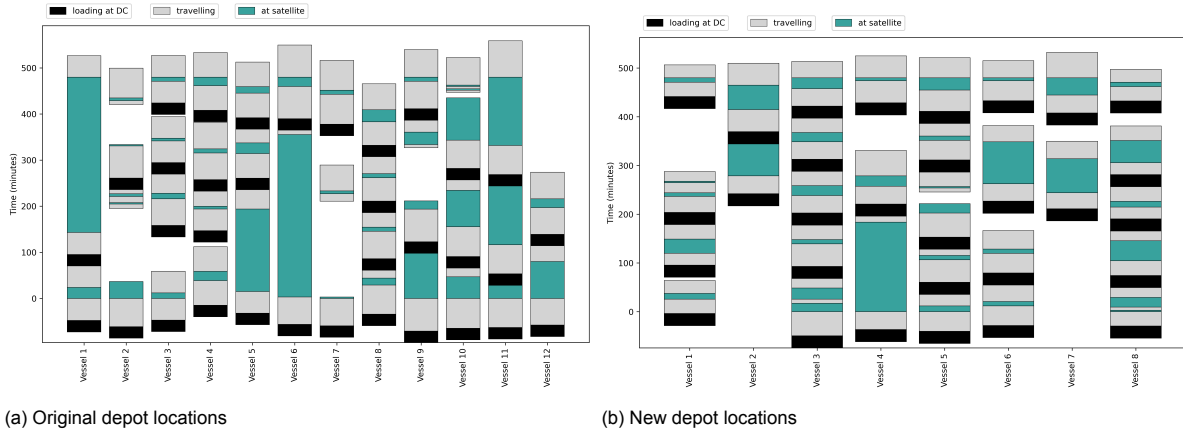 loading at DC travelling at satellite
Time (minutes)
500
400
300
200
100
0
Vessel 1 Vessel 2 Vessel 3 Vessel 4 Vessel 5 Vessel 6 Vessel 7 Vessel 8 Vessel 9 Vessel 10 Vessel 11 Vessel 12
(a) Original depot locations
loading at DC travelling at satellite
Time (minutes)
500
400
300
200
100
0
Vessel 1 Vessel 2 Vessel 3 Vessel 4 Vessel 5 Vessel 6 Vessel 7 Vessel 8
(b) New depot locations